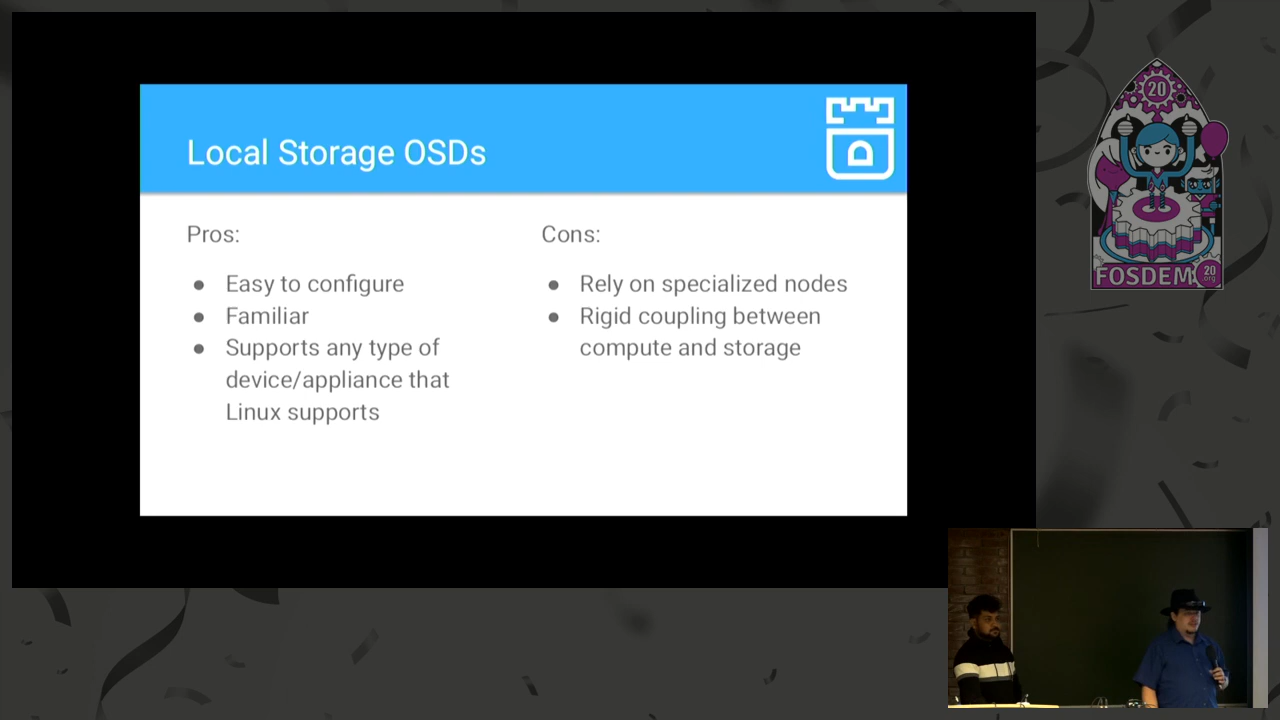 Local Storage OSDs
Pros:
● Easy to configure
● Familiar
● Supports any type of
device/appliance that
Linux supports
Cons:
● Rely on specialized nodes
● Rigid coupling between
compute and storage
20
FOSDEM
20
.org